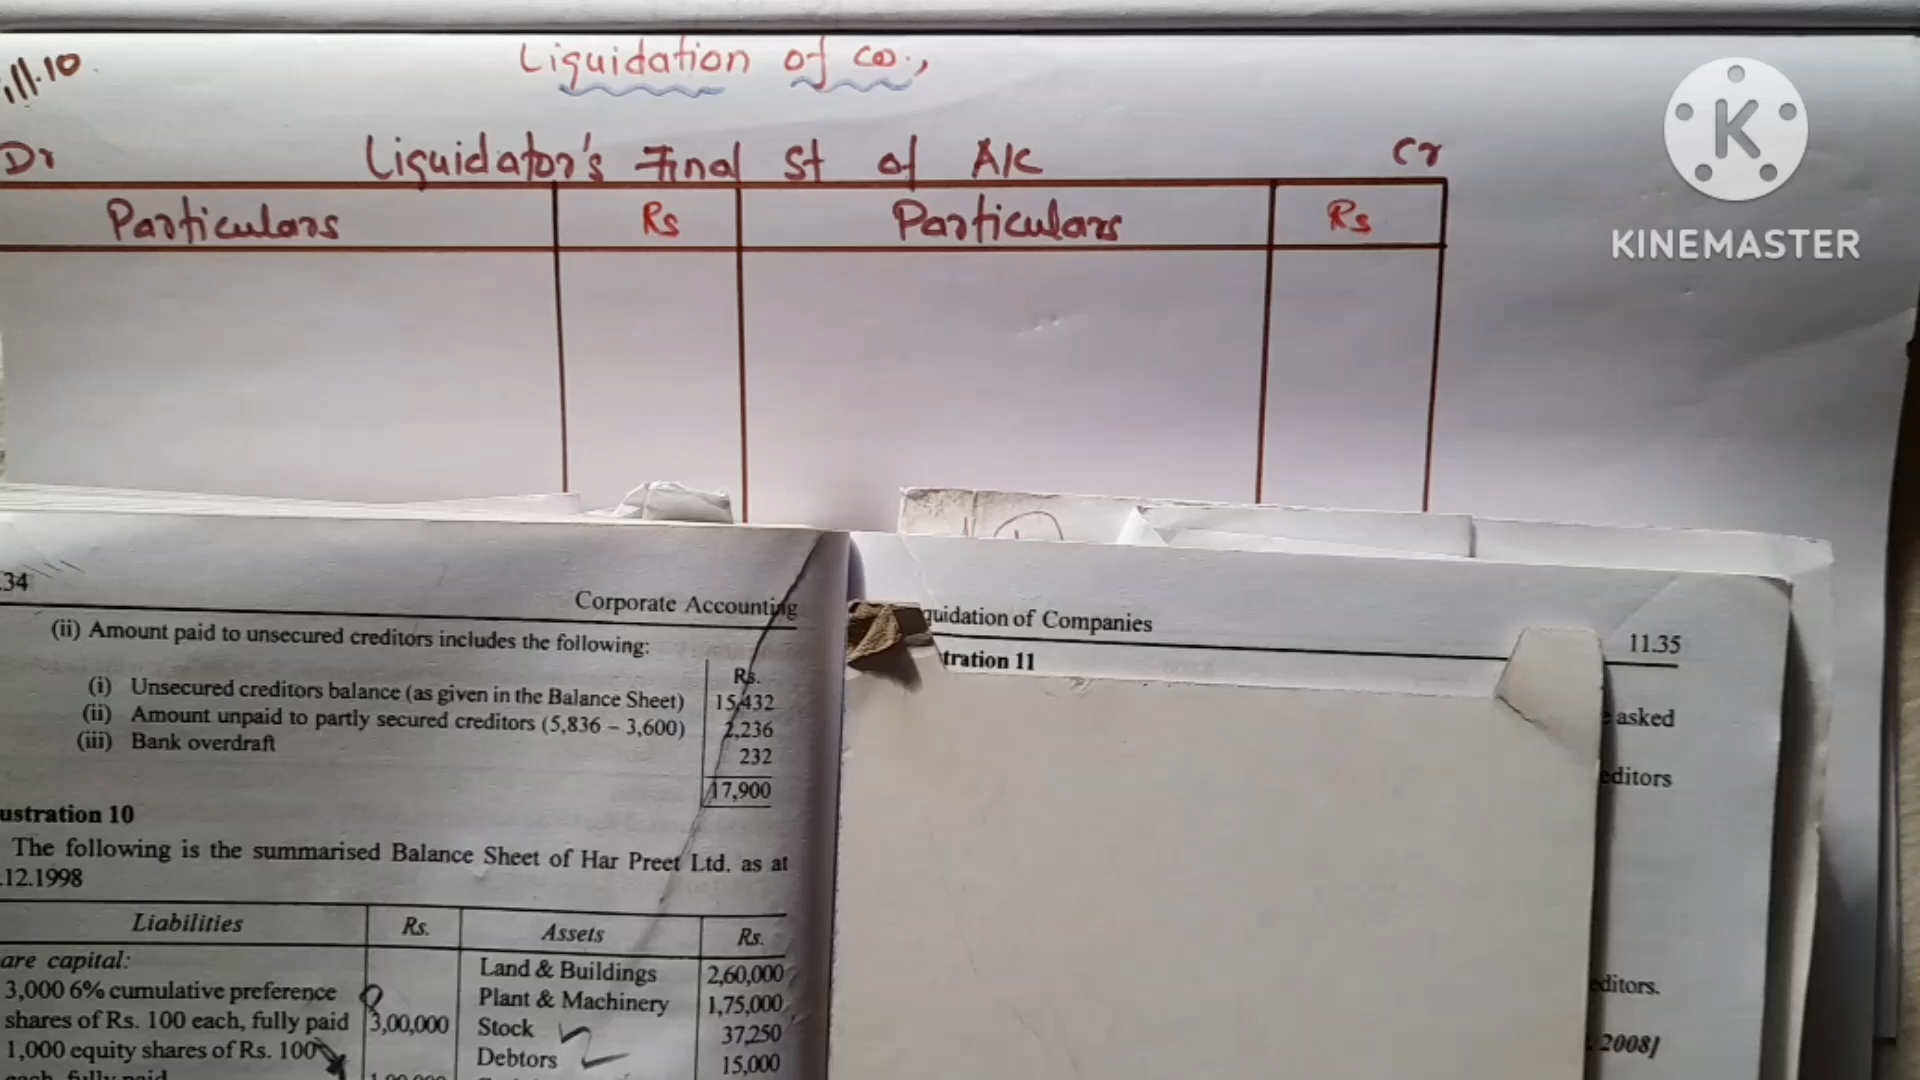 ill.10
Liquidation of co.,
Dr Liquidator's Final St of A/c Cr
Particulars Rs Particulars Rs
KINEMASTER
.34
Corporate Accounting
(ii) Amount paid to unsecured creditors includes the following:
Rs.
(i) Unsecured creditors balance (as given in the Balance Sheet) 15,432
(ii) Amount unpaid to partly secured creditors (5,836 – 3,600) 2,236
(iii) Bank overdraft 232
17,900
ustration 10
The following is the summarised Balance Sheet of Har Preet Ltd. as at
.12.1998
Liabilities Rs. Assets Rs.
are capital: Land & Buildings 2,60,000
3,000 6% cumulative preference Plant & Machinery 1,75,000
shares of Rs. 100 each, fully paid 3,00,000 Stock 37,250
1,000 equity shares of Rs. 100 Debtors 15,000
each, fully paid
quidation of Companies 11.35
tration 11
asked
editors
editors.
2008]